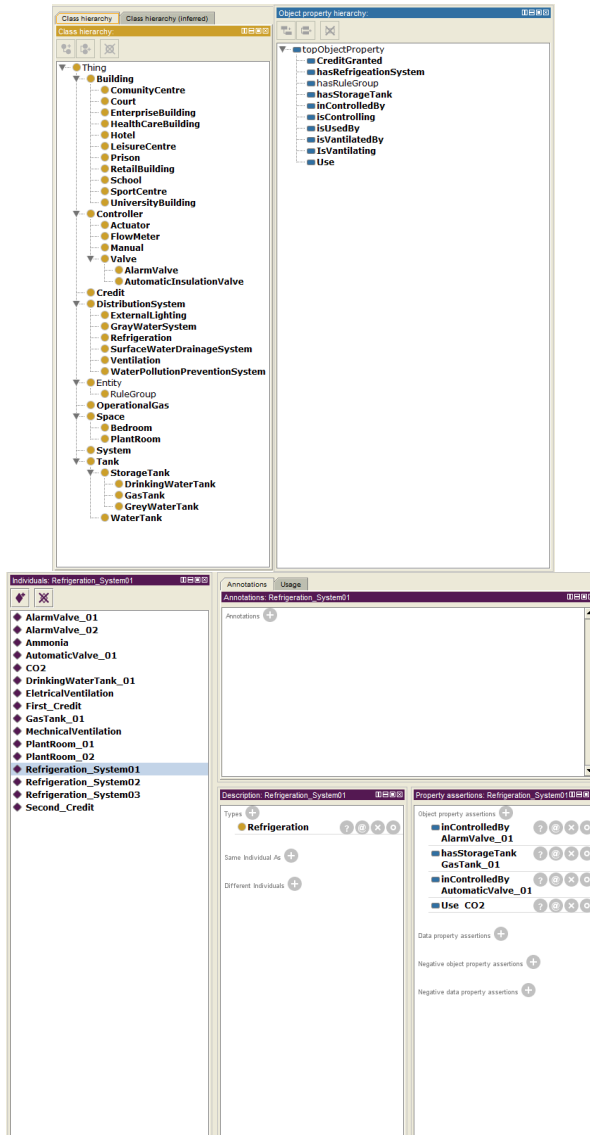 Class hierarchy
Class hierarchy (inferred)
Class hierarchy:
Thing
Building
ComunityCentre
Court
EnterpriseBuilding
HealthCareBuilding
Hotel
LeisureCentre
Prison
RetailBuilding
School
SportCentre
UniversityBuilding
Controller
Actuator
FlowMeter
Manual
Valve
AlarmValve
AutomaticInsulationValve
Credit
DistributionSystem
ExternalLighting
GrayWaterSystem
Refrigeration
SurfaceWaterDrainageSystem
Ventilation
WaterPollutionPreventionSystem
Entity
RuleGroup
OperationalGas
Space
Bedroom
PlantRoom
System
Tank
StorageTank
DrinkingWaterTank
GasTank
GreyWaterTank
WaterTank
Object property hierarchy:
topObjectProperty
CreditGranted
hasRefrigeationSystem
hasRuleGroup
hasStorageTank
inControlledBy
isControlling
isUsedBy
isVantilatedBy
IsVantilating
Use
Individuals: Refrigeration_System01
AlarmValve_01
AlarmValve_02
Ammonia
AutomaticValve_01
CO2
DrinkingWaterTank_01
EletricalVentilation
First_Credit
GasTank_01
MechnicalVentilation
PlantRoom_01
PlantRoom_02
Refrigeration_System01
Refrigeration_System02
Refrigeration_System03
Second_Credit
Annotations
Usage
Annotations: Refrigeration_System01
Annotations
Description: Refrigeration_System01
Types
Refrigeration
Same Individual As
Different Individuals
Property assertions: Refrigeration_System01
Object property assertions
inControlledBy
AlarmValve_01
hasStorageTank
GasTank_01
inControlledBy
AutomaticValve_01
Use CO2
Data property assertions
Negative object property assertions
Negative data property assertions